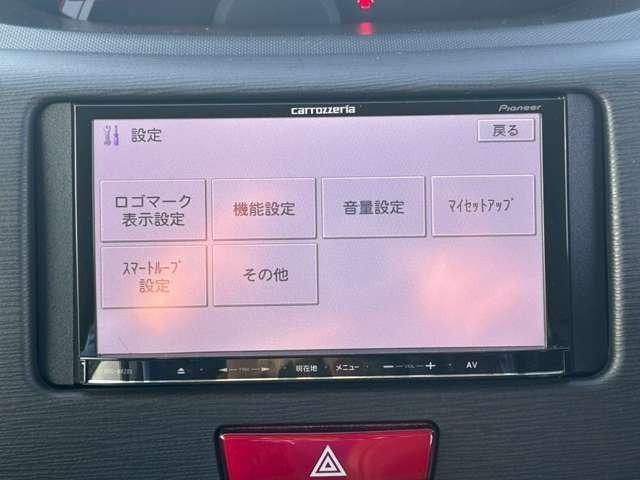 carrozzeria
Pioneer
設定
戻る
ロゴマーク
表示設定
機能設定
音量設定
ﾏｲｾｯﾄｱｯﾌﾟ
ｽﾏｰﾄﾙｰﾌﾟ
設定
その他
現在地
メニュー
− VOL +
AV